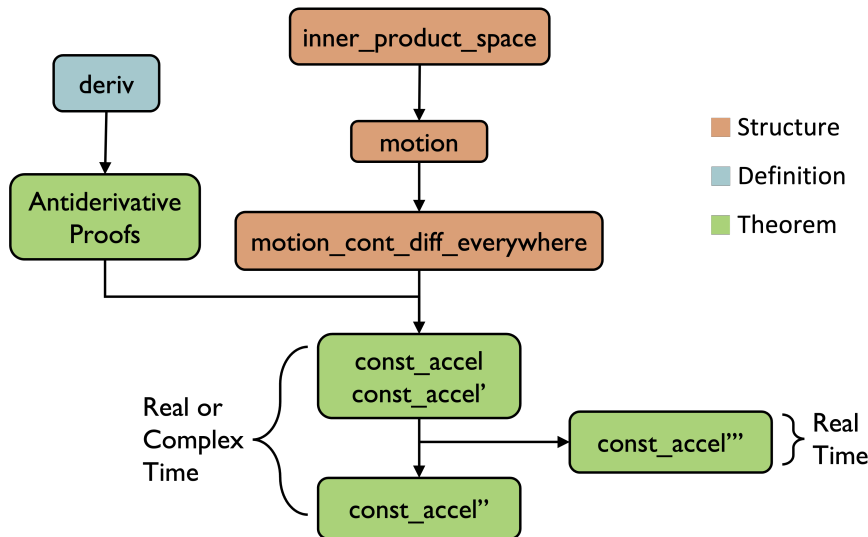 inner_product_space
deriv
motion
Structure
Definition
Theorem
Antiderivative
Proofs
motion_cont_diff_everywhere
const_accel
const_accel’
Real or
Complex
Time
const_accel’’’
Real
Time
const_accel’’